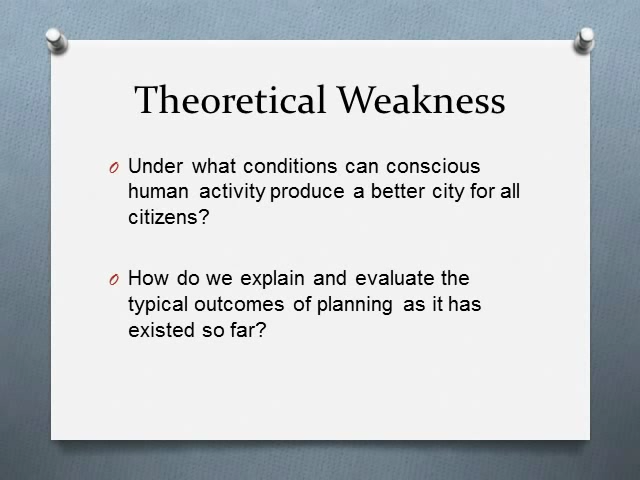 Theoretical Weakness
Under what conditions can conscious
human activity produce a better city for all
citizens?
How do we explain and evaluate the
typical outcomes of planning as it has
existed so far?